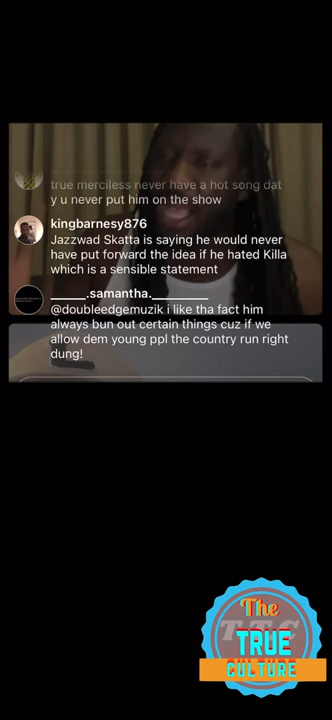 true merciless never have a hot song dat
y u never put him on the show
kingbarnesy876
Jazzwad Skatta is saying he would never
have put forward the idea if he hated Killa
which is a sensible statement
______.samantha.__________
@doubleedgemuzik i like tha fact him
always bun out certain things cuz if we
allow dem young ppl the country run right
dung!
The
T.T.C
TRUE
CULTURE